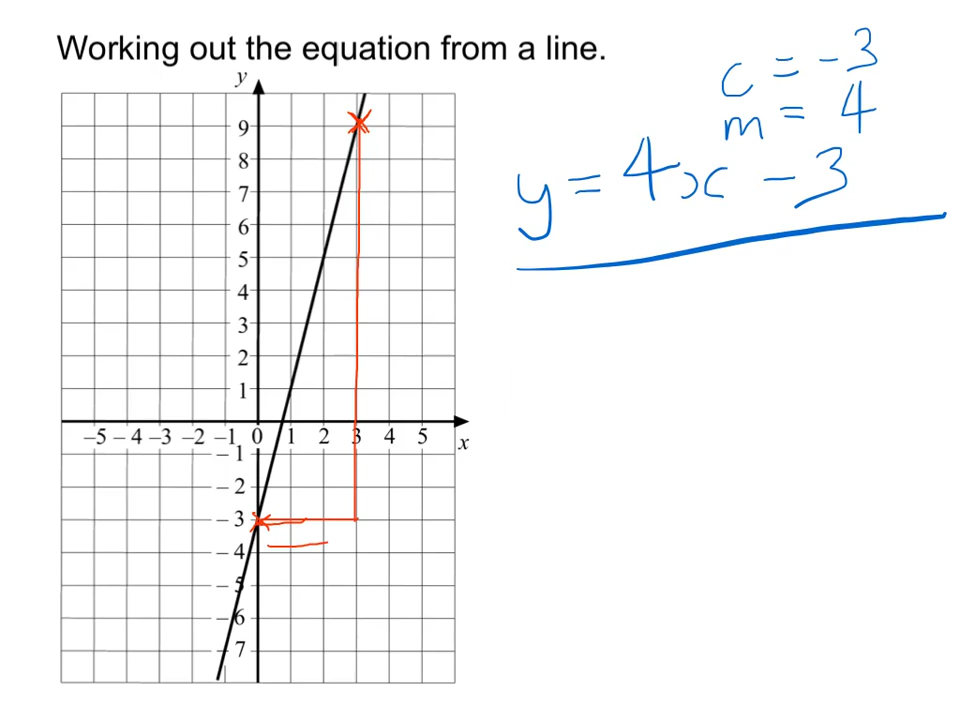 Working out the equation from a line.
c = -3
m = 4
y = 4x - 3
y
9
8
7
6
5
4
3
2
1
–5 –4 –3 –2 –1 0 1 2 3 4 5 x
–1
–2
–3
–4
–5
–6
–7